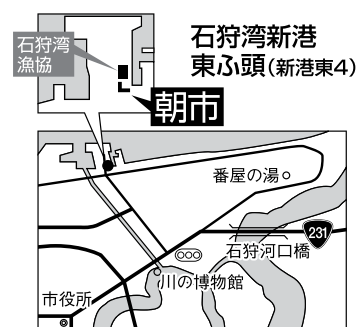 石狩湾新港
東ふ頭(新港東4)
石狩湾
漁協
朝市
番屋の湯
231
石狩河口橋
川の博物館
市役所